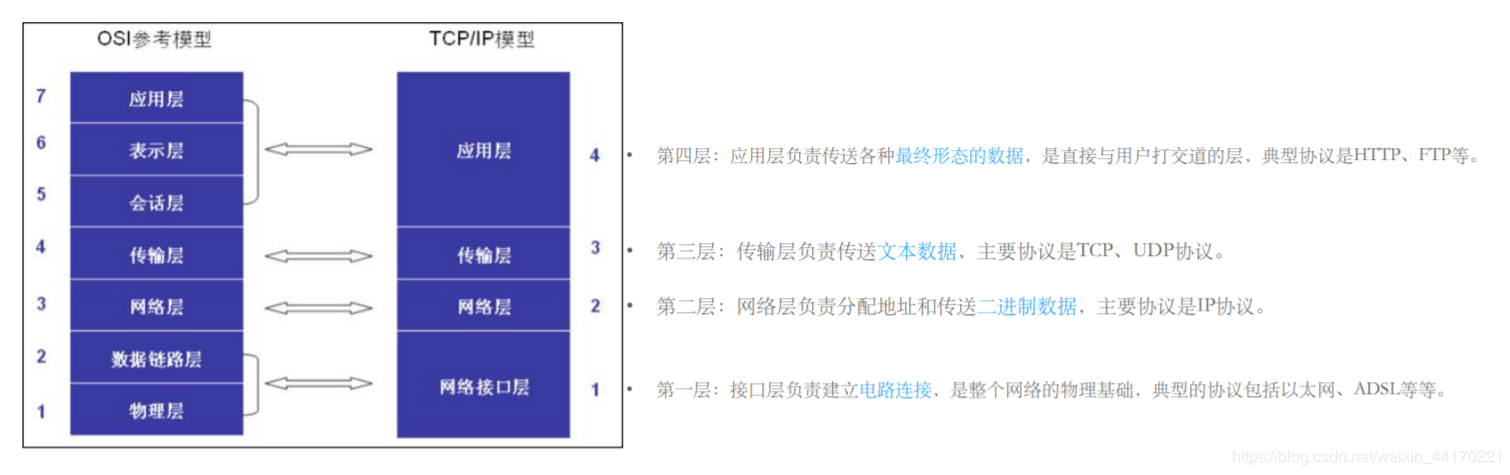 OSI参考模型
TCP/IP模型
7
应用层
6
表示层
5
会话层
4
传输层
3
网络层
2
数据链路层
1
物理层
应用层
4
传输层
3
网络层
2
网络接口层
1
• 第四层：应用层负责传送各种最终形态的数据，是直接与用户打交道的层，典型协议是HTTP、FTP等。
• 第三层：传输层负责传送文本数据，主要协议是TCP、UDP协议。
• 第二层：网络层负责分配地址和传送二进制数据，主要协议是IP协议。
• 第一层：接口层负责建立电路连接，是整个网络的物理基础，典型的协议包括以太网、ADSL等等。
https://blog.csdn.net/weixin_44170221